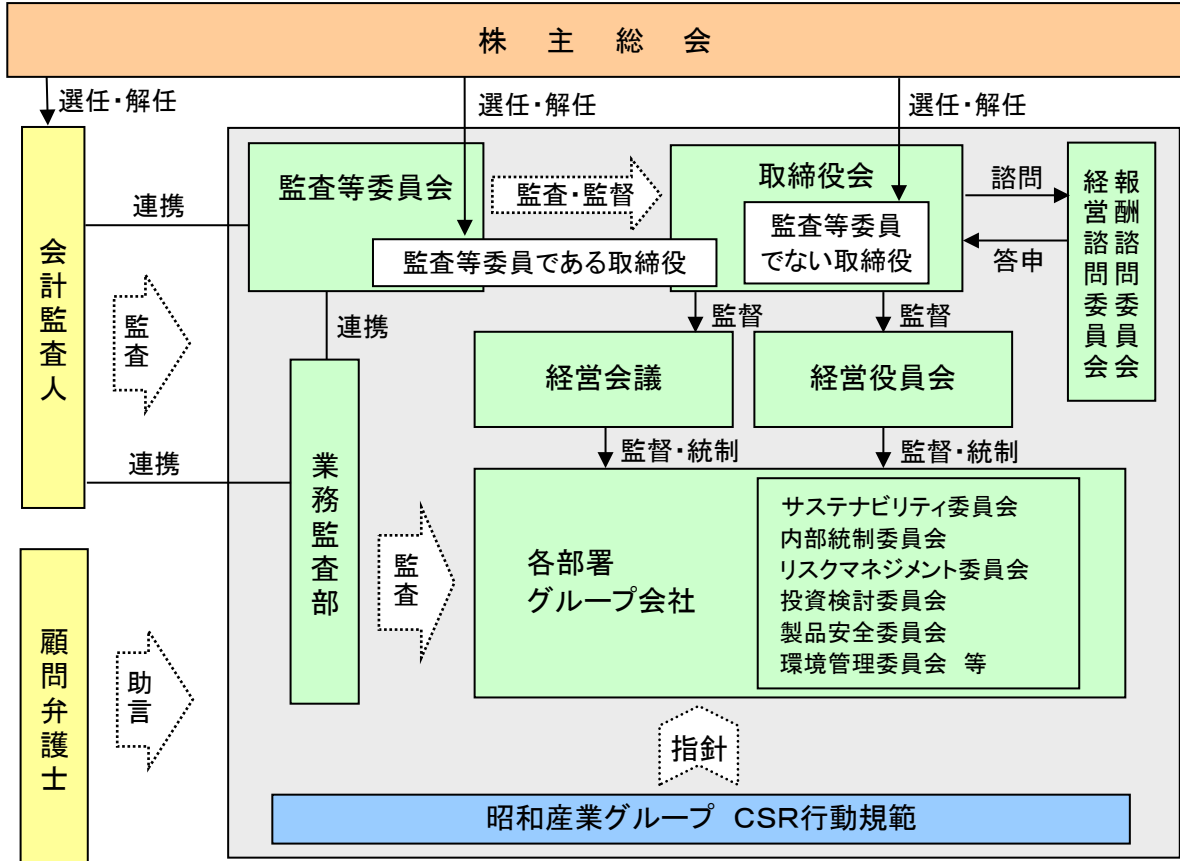 株 主 総 会
選任・解任
選任・解任
選任・解任
会計監査人
連携
監査等委員会
監査・監督
取締役会
諮問
答申
報酬諮問委員会
経営諮問委員会
監査等委員である取締役
監査等委員
でない取締役
監査
連携
監督
監督
経営会議
経営役員会
連携
監督・統制
監督・統制
業務監査部
監査
各部署
グループ会社
サステナビリティ委員会
内部統制委員会
リスクマネジメント委員会
投資検討委員会
製品安全委員会
環境管理委員会 等
顧問弁護士
助言
指針
昭和産業グループ CSR行動規範